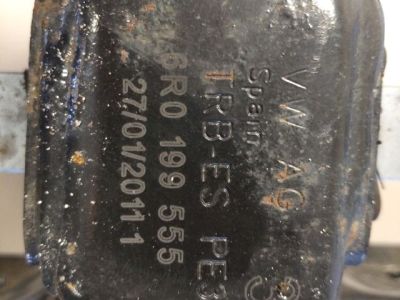 VW AG
Spain
TRB-ES PE3
6R0 199 555
27/01/2011 1